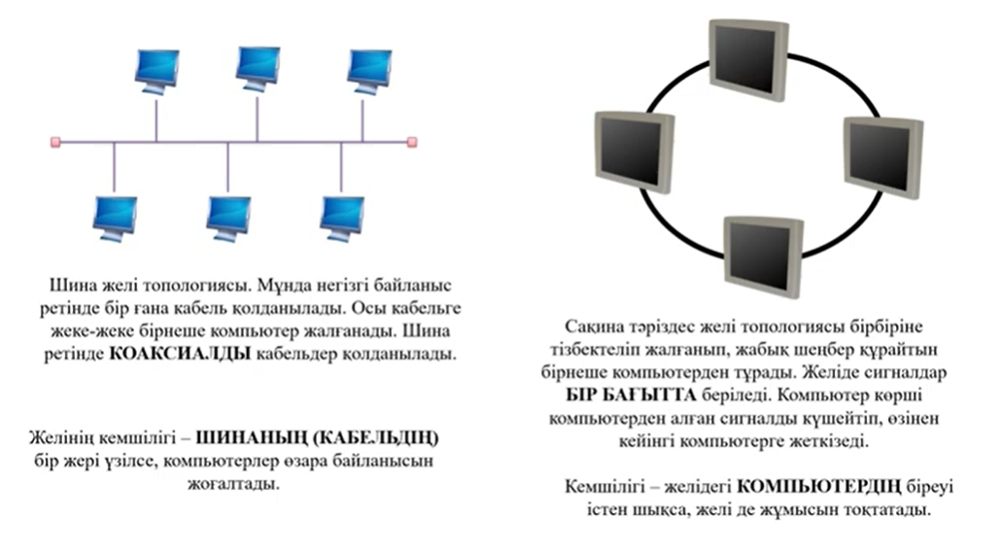 Шина желі топологиясы. Мұнда негізгі байланыс
ретінде бір ғана кабель қолданылады. Осы кабельге
жеке-жеке бірнеше компьютер жалғанады. Шина
ретінде КОАКСИАЛДЫ кабельдер қолданылады.
Желінің кемшілігі – ШИНАНЫҢ (КАБЕЛЬДІҢ)
бір жері үзілсе, компьютерлер өзара байланысын
жоғалтады.
Сақина тәріздес желі топологиясы бірбіріне
тізбектеліп жалғанып, жабық шеңбер құрайтын
бірнеше компьютерден тұрады. Желіде сигналдар
БІР БАҒЫТТА беріледі. Компьютер көрші
компьютерден алған сигналды күшейтіп, өзінен
кейінгі компьютерге жеткізеді.
Кемшілігі – желідегі КОМПЬЮТЕРДІҢ біреуі
істен шықса, желі де жұмысын тоқтатады.